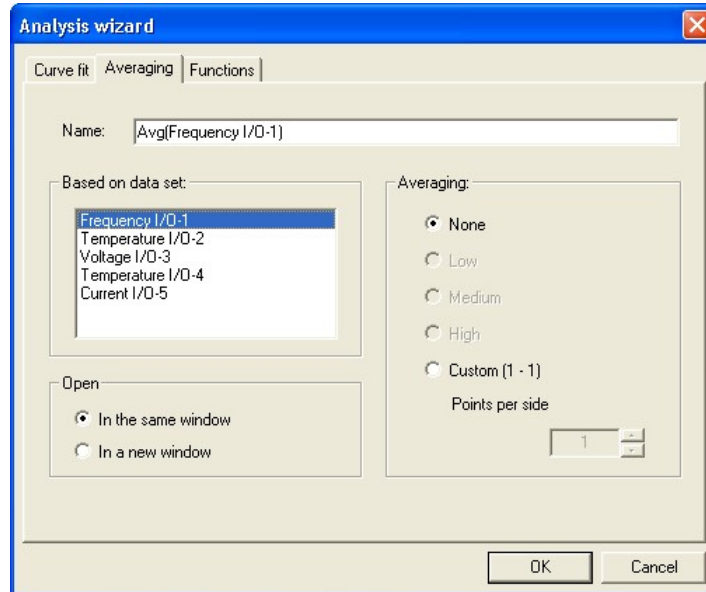 Analysis wizard
Curve fit Averaging Functions
Name: Avg(Frequency I/O-1)
Based on data set:
Frequency I/O-1
Temperature I/O-2
Voltage I/O-3
Temperature I/O-4
Current I/O-5
Open
In the same window
In a new window
Averaging:
None
Low
Medium
High
Custom (1 - 1)
Points per side
1
OK Cancel